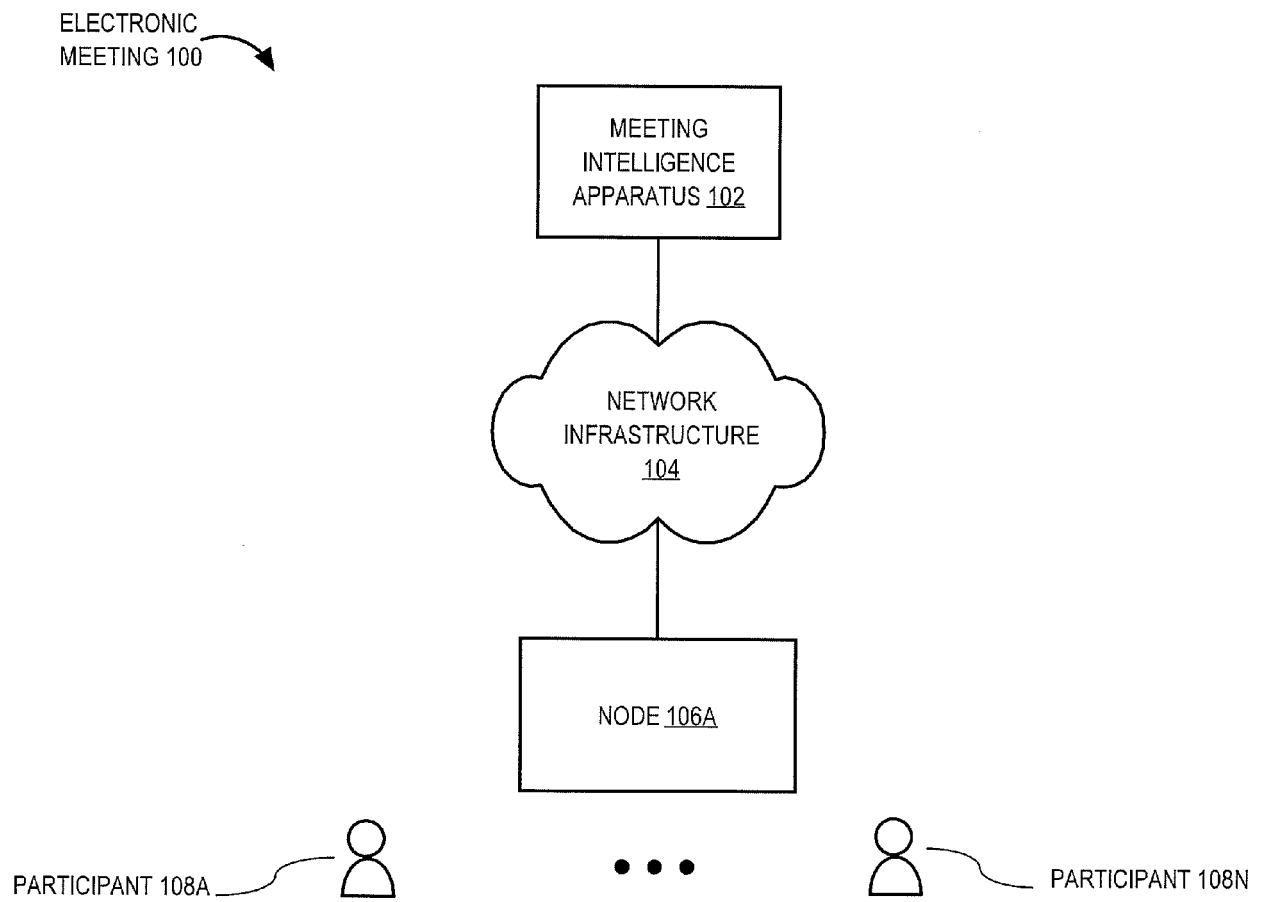 ELECTRONIC
MEETING 100
MEETING
INTELLIGENCE
APPARATUS 102
NETWORK
INFRASTRUCTURE
104
NODE 106A
PARTICIPANT 108A
PARTICIPANT 108N